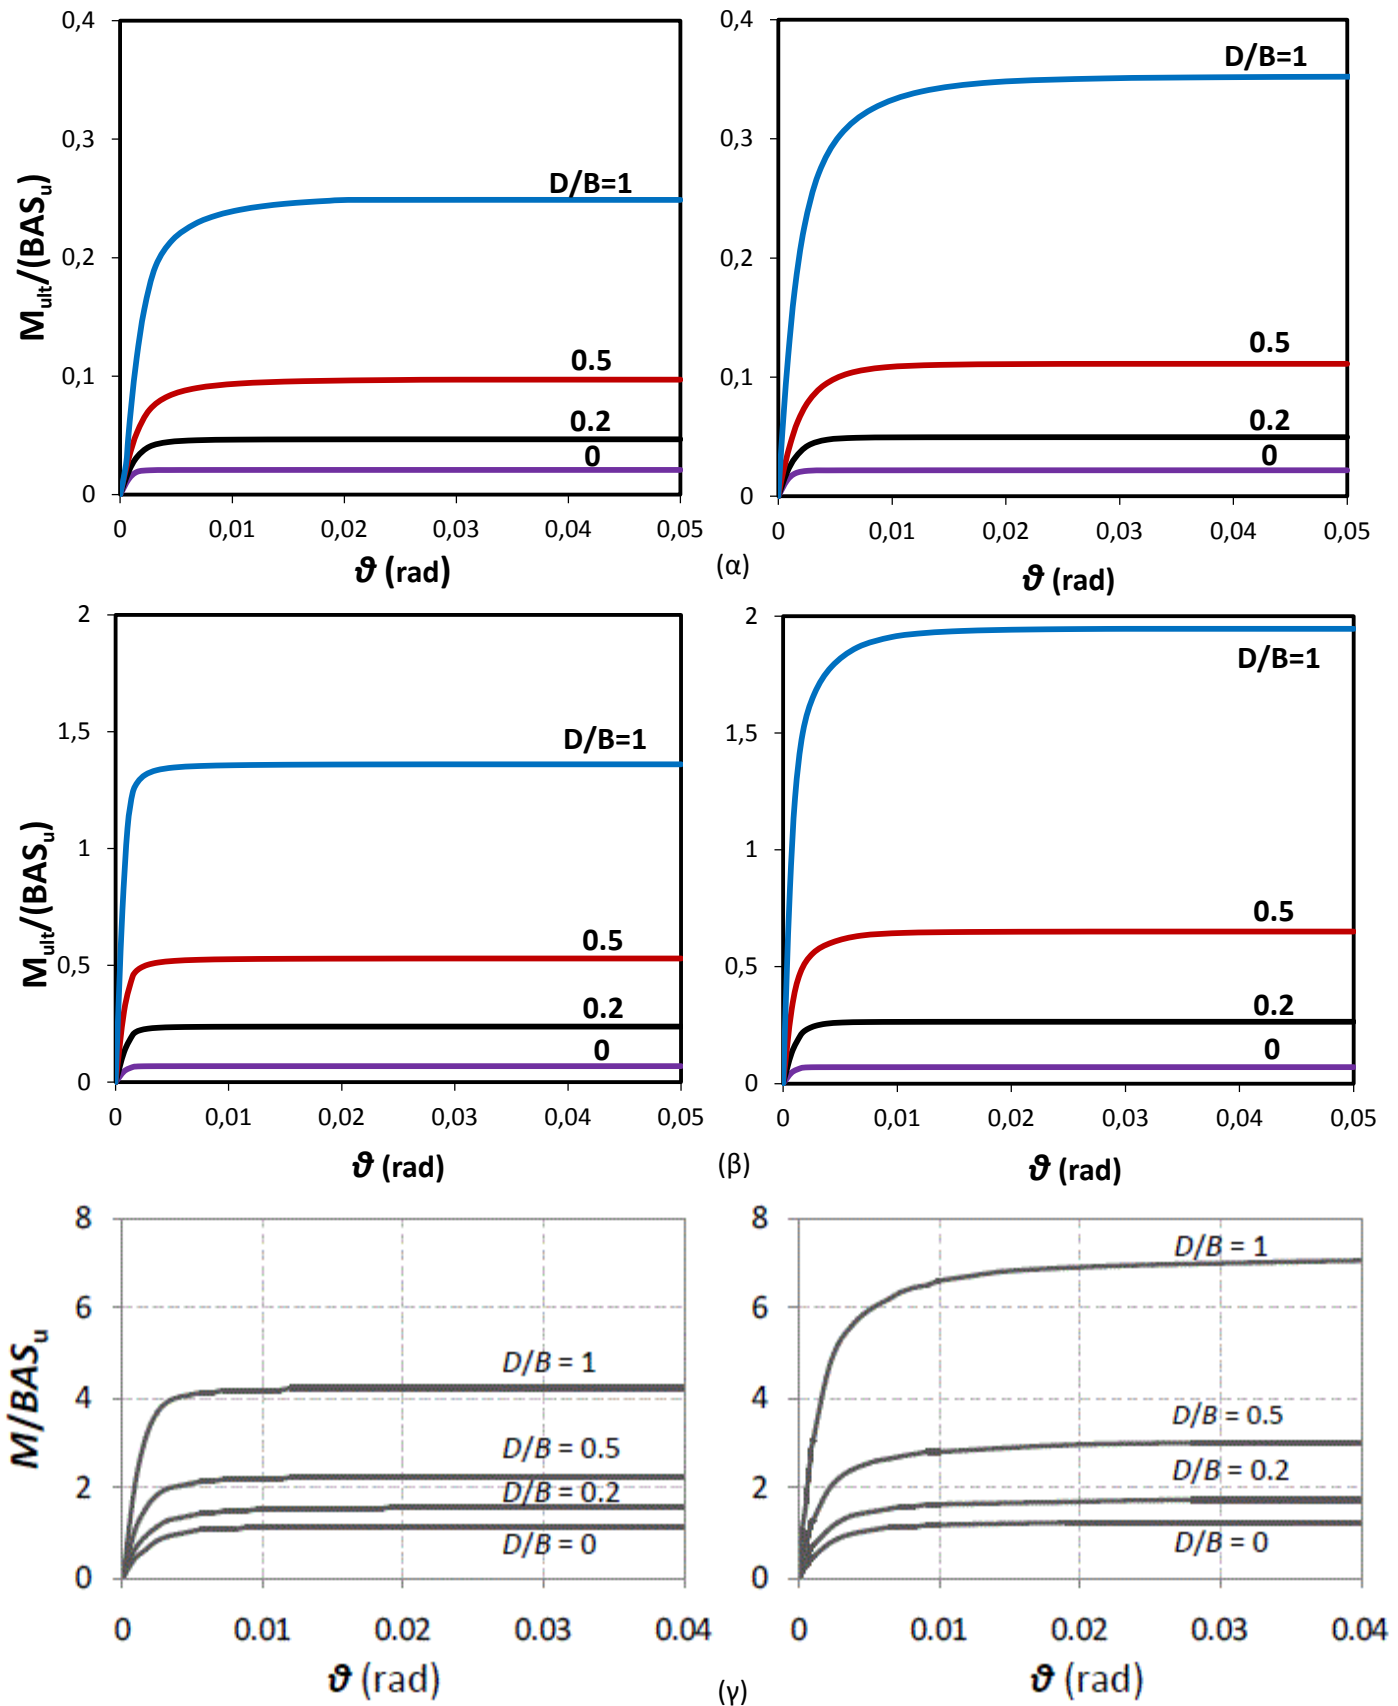 0,4
0,3
0,2
0,1
0
M_ult/(BAS_u)
D/B=1
0.5
0.2
0
0 0,01 0,02 0,03 0,04 0,05
ϑ (rad)
0,4
0,3
0,2
0,1
0
D/B=1
0.5
0.2
0
0 0,01 0,02 0,03 0,04 0,05
ϑ (rad)
(α)
2
1,5
1
0,5
0
M_ult/(BAS_u)
D/B=1
0.5
0.2
0
0 0,01 0,02 0,03 0,04 0,05
ϑ (rad)
2
1,5
1
0,5
0
D/B=1
0.5
0.2
0
0 0,01 0,02 0,03 0,04 0,05
ϑ (rad)
(β)
8
6
4
2
0
M/BAS_u
D/B = 1
D/B = 0.5
D/B = 0.2
D/B = 0
0 0.01 0.02 0.03 0.04
ϑ (rad)
8
6
4
2
0
D/B = 1
D/B = 0.5
D/B = 0.2
D/B = 0
0 0.01 0.02 0.03 0.04
ϑ (rad)
(γ)